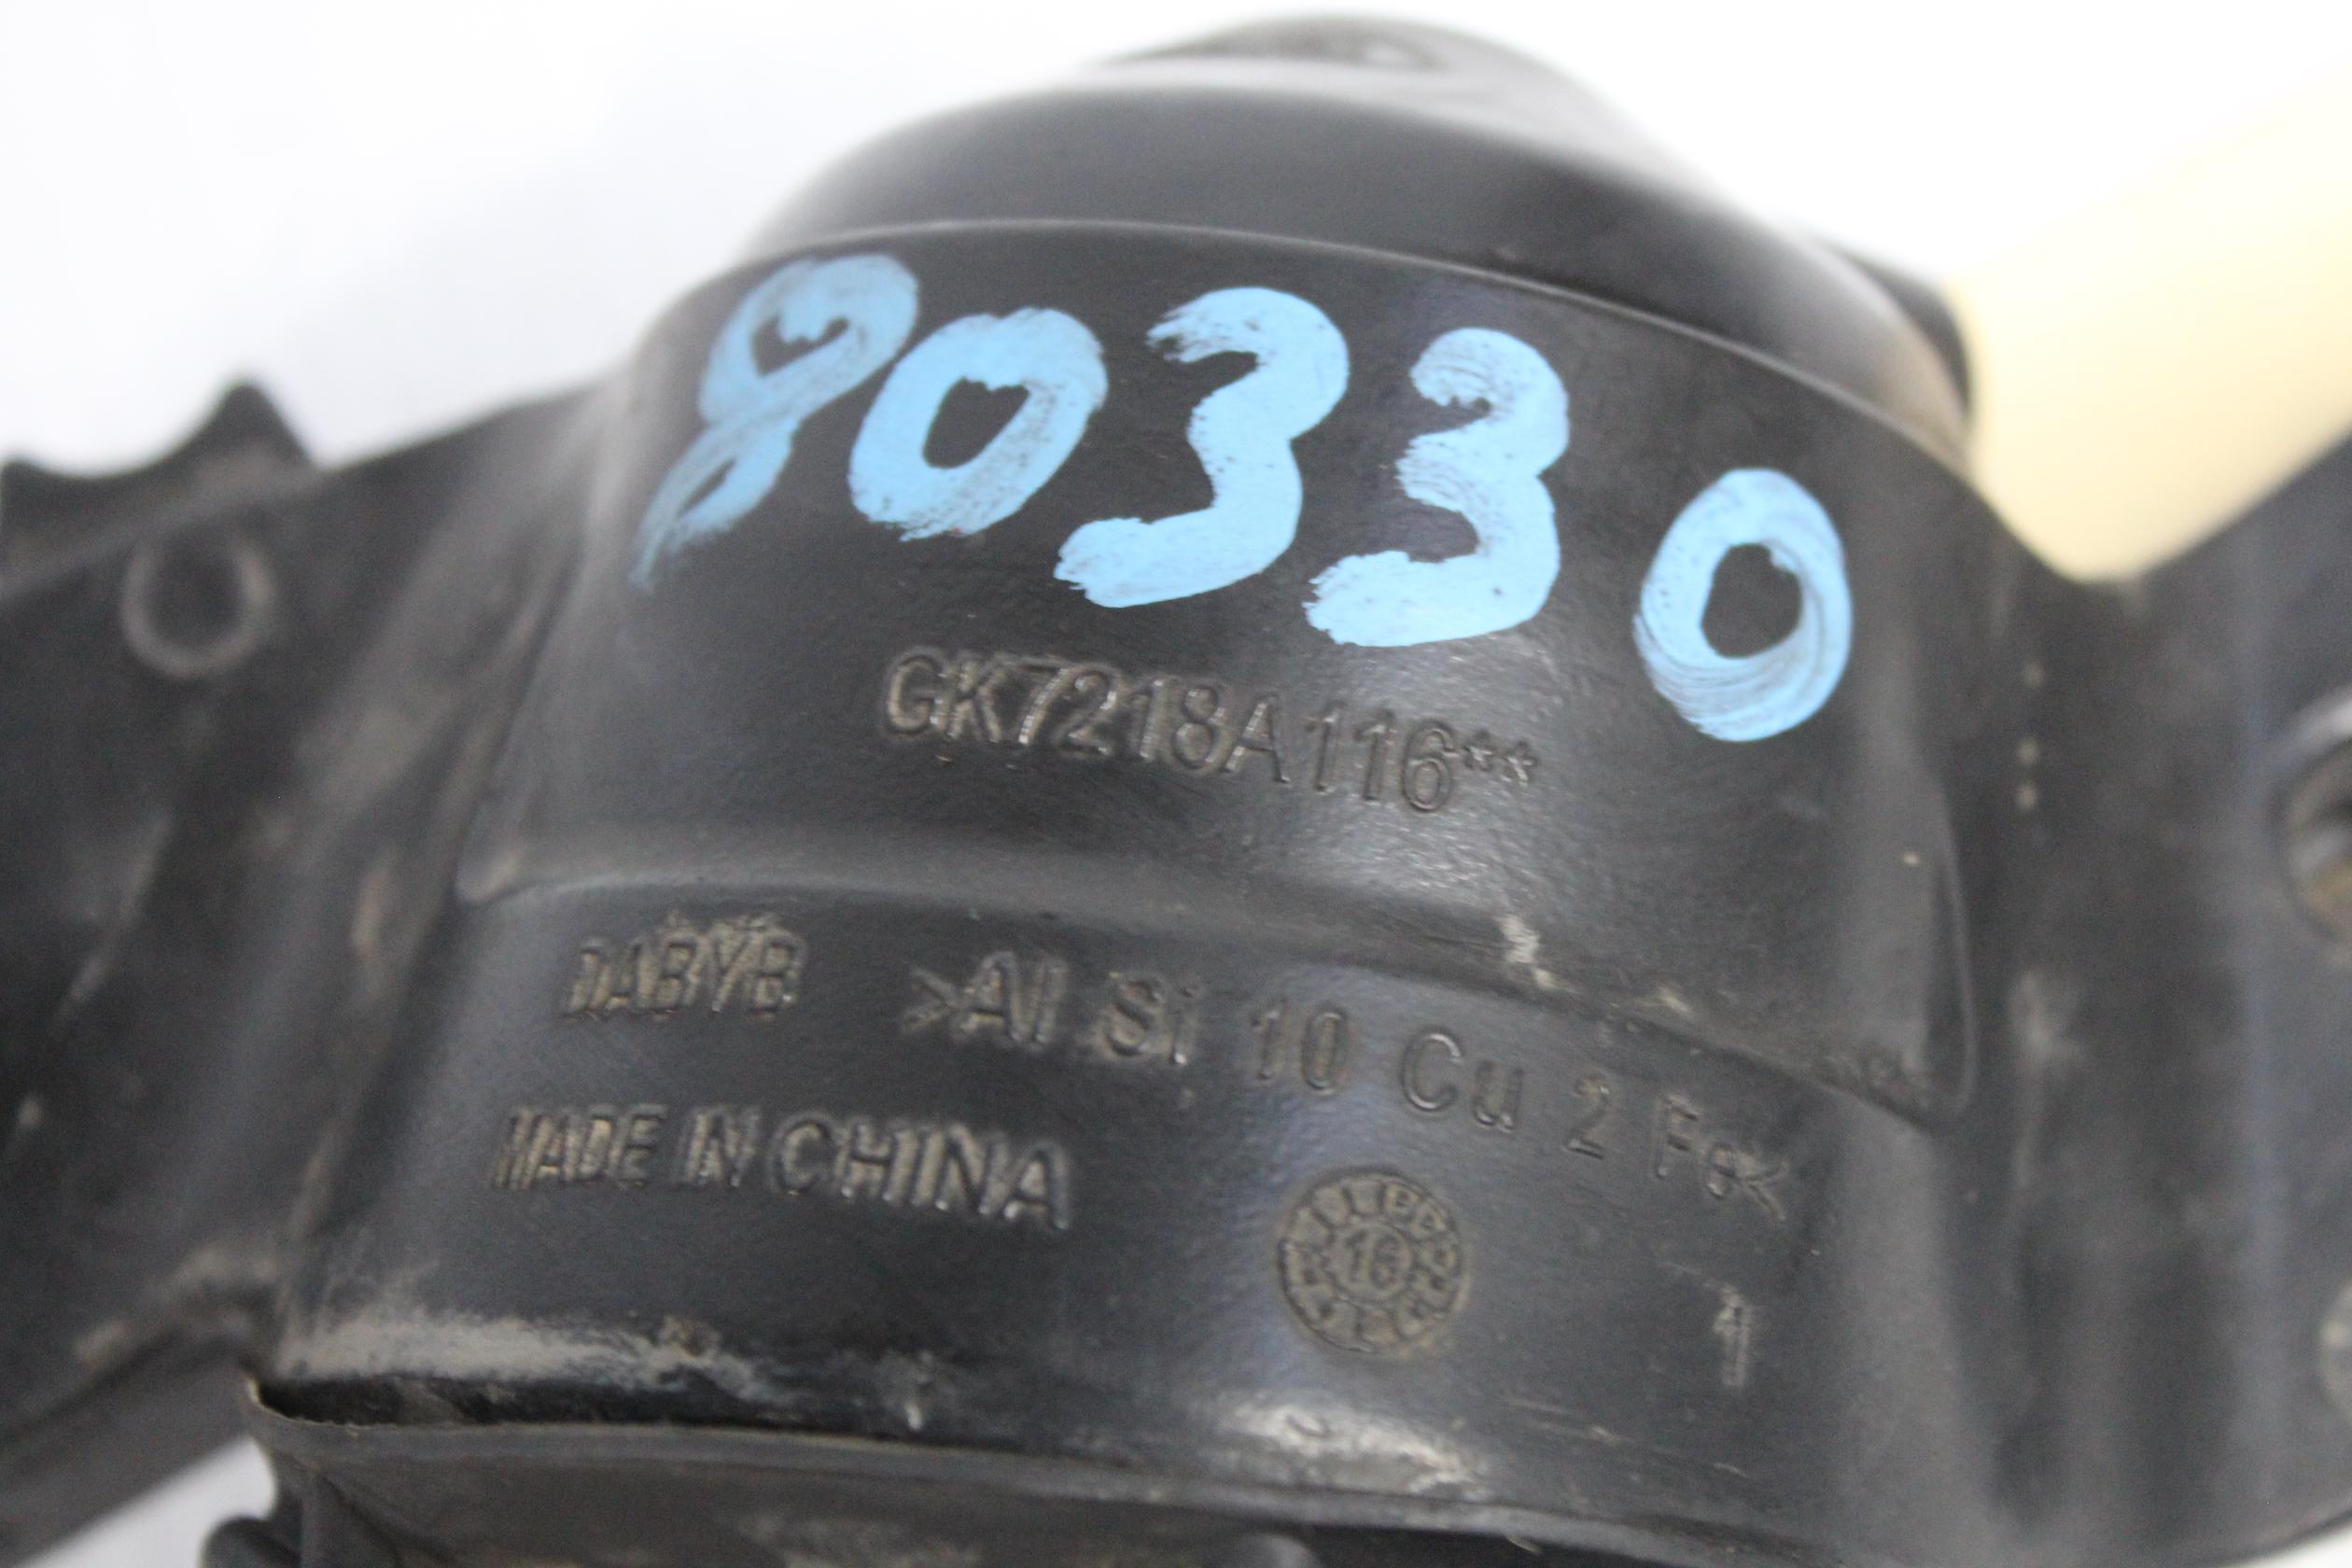 80330
GK7218A116**
DABYB >Al Si 10 Cu 2 Fe<
MADE IN CHINA
16
1